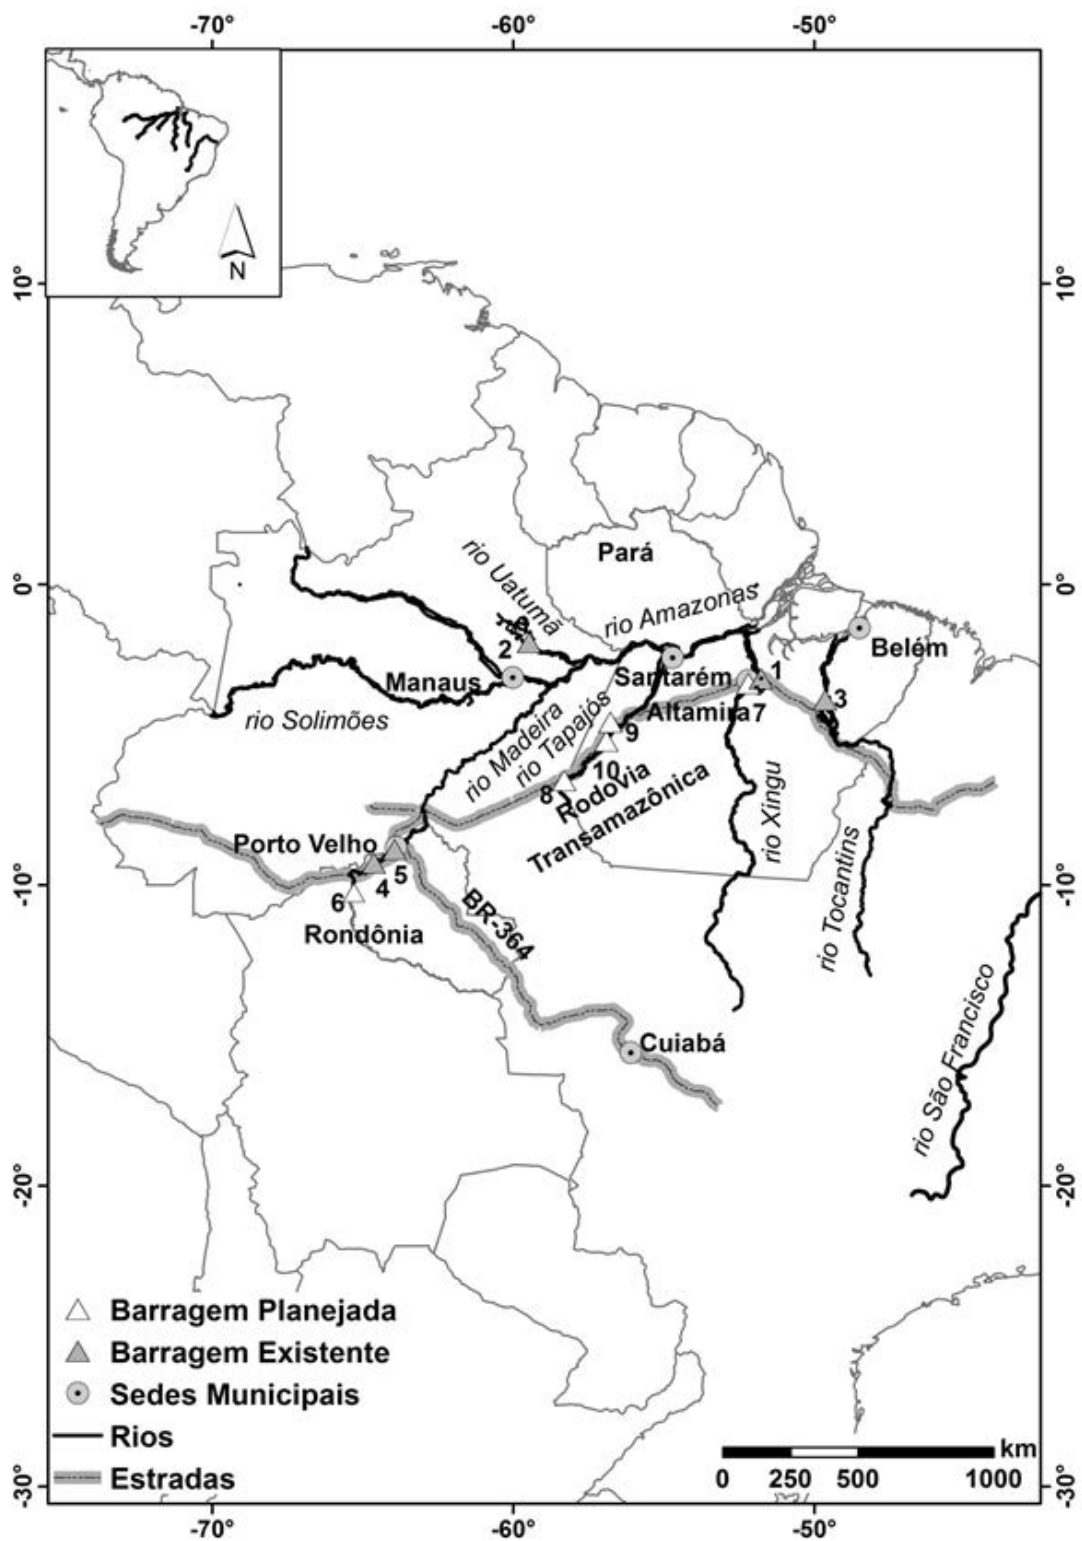 -70° -60° -50°
N
10° 10°
Pará
rio Uatumã
0° 0°
rio Amazonas
2
Belém
Santarém
1
Manaus
Altamira
7
3
rio Solimões
rio Madeira
rio Tapajós
9
10
8
Rodovia
Transamazônica
rio Xingu
Porto Velho
5
4
6
-10° -10°
Rondônia
BR-364
rio Tocantins
Cuiabá
rio São Francisco
-20° -20°
Barragem Planejada
Barragem Existente
Sedes Municipais
Rios
Estradas
km
0 250 500 1000
-30° -30°
-70° -60° -50°